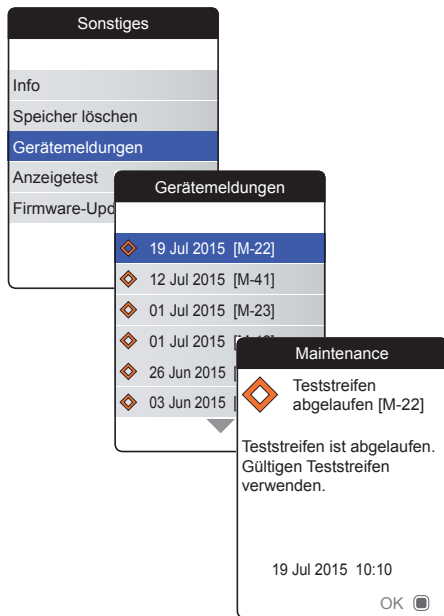 Sonstiges
Info
Speicher löschen
Gerätemeldungen
Anzeigetest
Firmware-Upd
Gerätemeldungen
19 Jul 2015 [M-22]
12 Jul 2015 [M-41]
01 Jul 2015 [M-23]
01 Jul 2015
26 Jun 2015 [
03 Jun 2015 [
Maintenance
Teststreifen
abgelaufen [M-22]
Teststreifen ist abgelaufen.
Gültigen Teststreifen
verwenden.
19 Jul 2015 10:10
OK